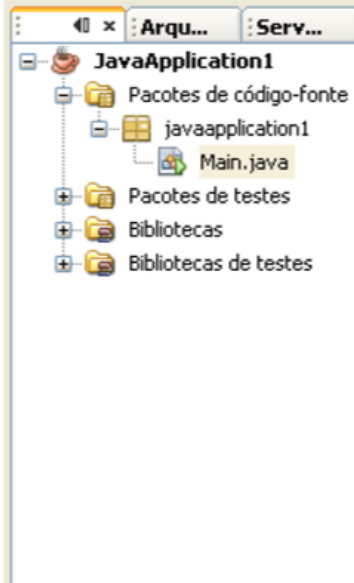 Arqu... Serv...
JavaApplication1
Pacotes de código-fonte
javaapplication1
Main.java
Pacotes de testes
Bibliotecas
Bibliotecas de testes